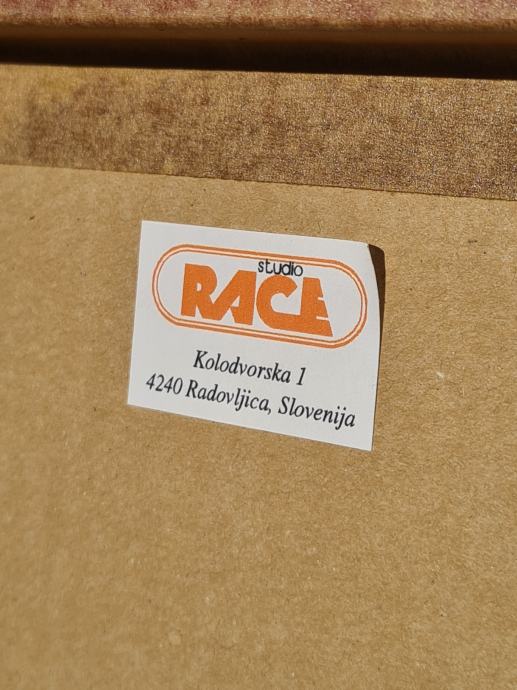 studio
RACE
Kolodvorska 1
4240 Radovljica, Slovenija